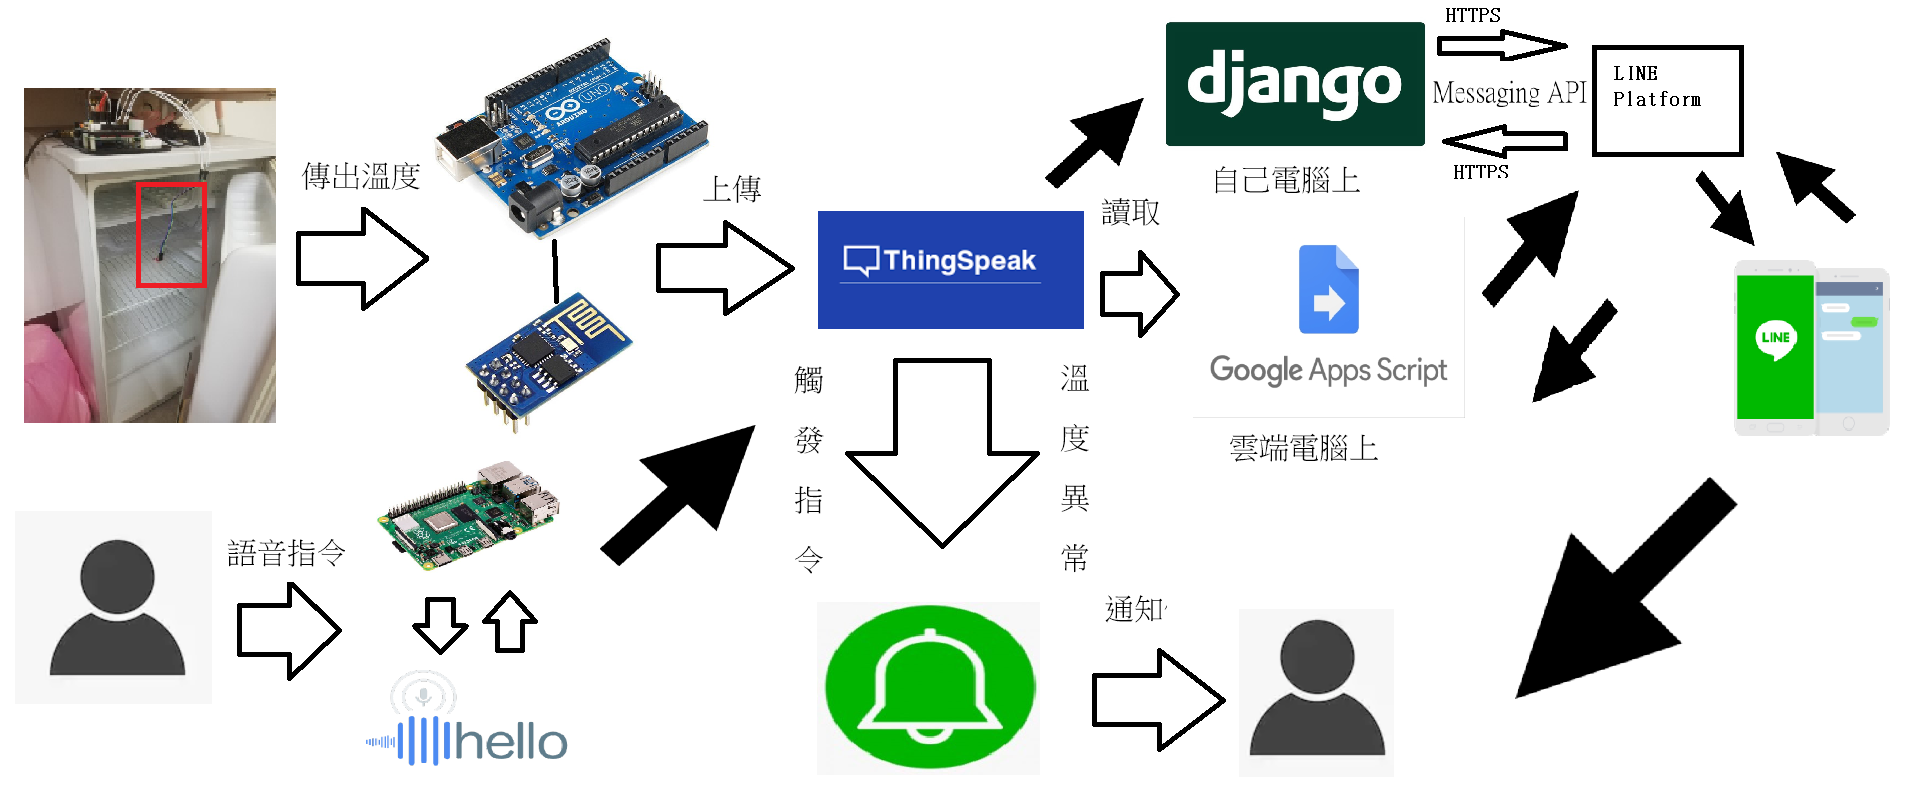 傳出溫度
UNO
ARDUINO
上傳
ThingSpeak
django
自己電腦上
HTTPS
Messaging API
HTTPS
LINE
Platform
讀取
Google Apps Script
雲端電腦上
LINE
觸發指令
溫度異常
語音指令
hello
通知